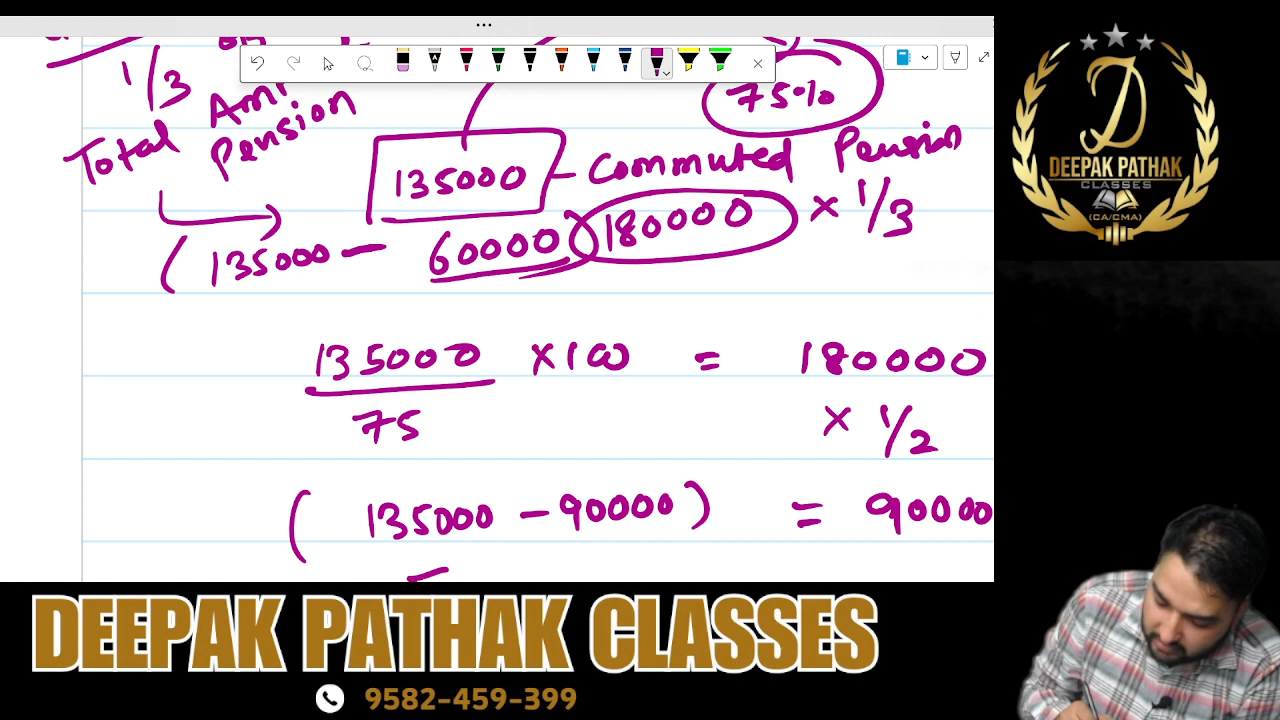 1/3
Total Amt
Pension
75%
135000 – Commuted Pension
(135000 – 60000 180000 × 1/3
135000 × 100 = 180000
75 × 1/2
(135000 – 90000) = 90000
DEEPAK PATHAK
CLASSES
(CA/CMA)
DEEPAK PATHAK CLASSES
9582-459-399